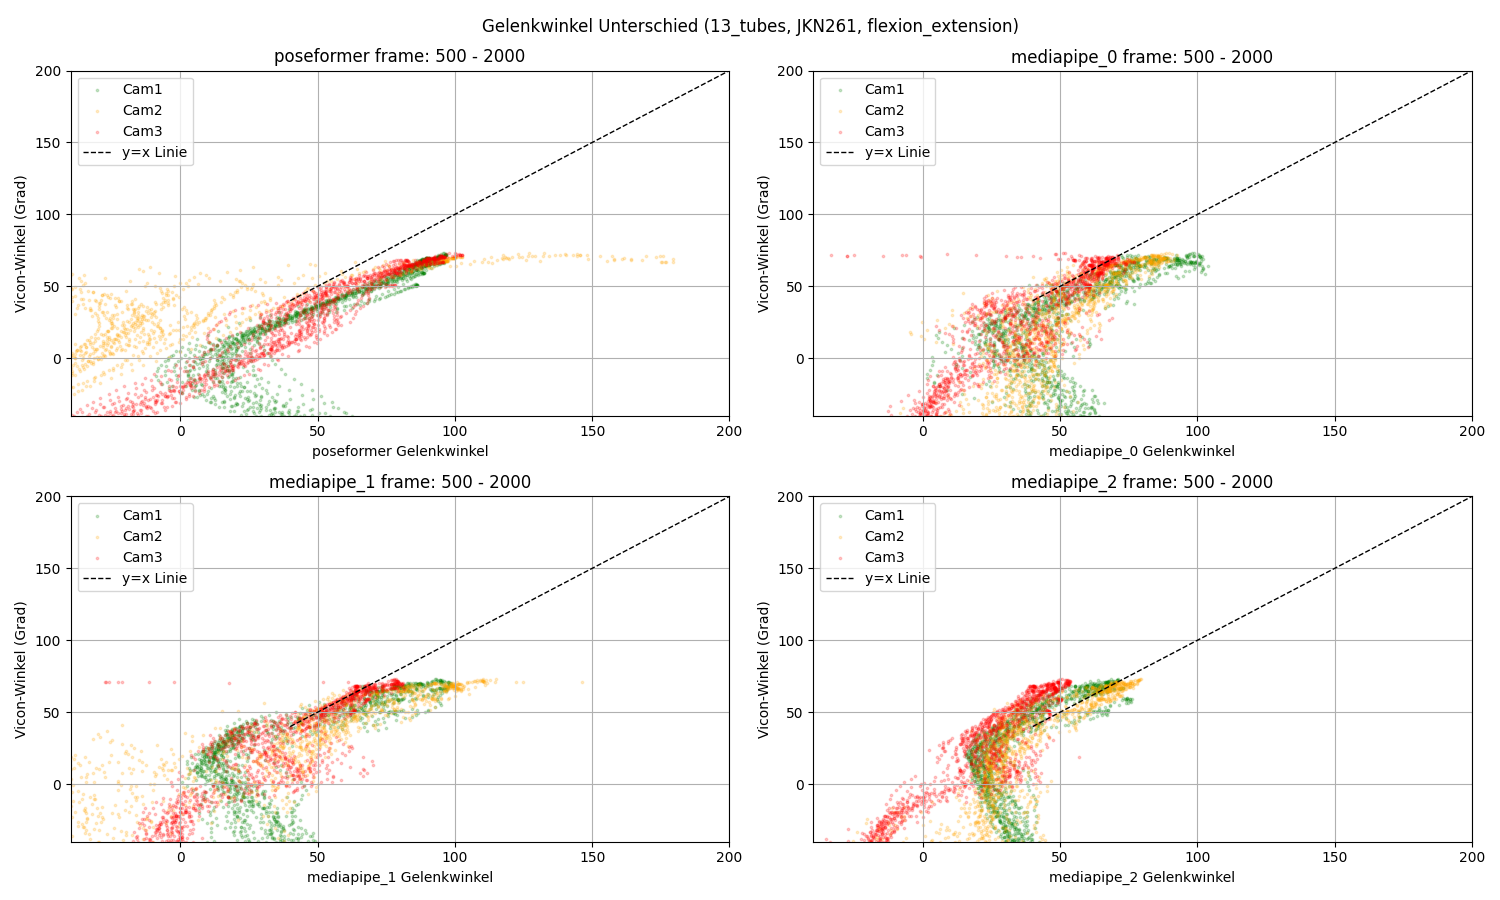 Gelenkwinkel Unterschied (13_tubes, JKN261, flexion_extension)
poseformer frame: 500 - 2000
200
150
100
50
0
Vicon-Winkel (Grad)
Cam1
Cam2
Cam3
y=x Linie
0 50 100 150 200
poseformer Gelenkwinkel
mediapipe_0 frame: 500 - 2000
200
150
100
50
0
Vicon-Winkel (Grad)
Cam1
Cam2
Cam3
y=x Linie
0 50 100 150 200
mediapipe_0 Gelenkwinkel
mediapipe_1 frame: 500 - 2000
200
150
100
50
0
Vicon-Winkel (Grad)
Cam1
Cam2
Cam3
y=x Linie
0 50 100 150 200
mediapipe_1 Gelenkwinkel
mediapipe_2 frame: 500 - 2000
200
150
100
50
0
Vicon-Winkel (Grad)
Cam1
Cam2
Cam3
y=x Linie
0 50 100 150 200
mediapipe_2 Gelenkwinkel